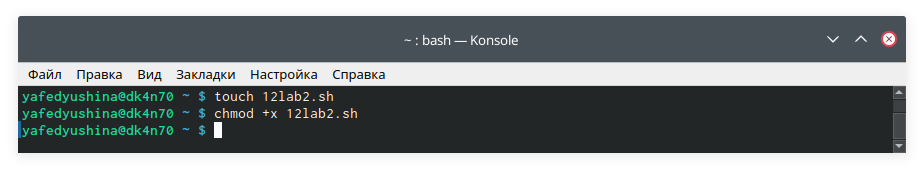 ~ : bash — Konsole
Файл Правка Вид Закладки Настройка Справка
yafedyushina@dk4n70 ~ $ touch 12lab2.sh
yafedyushina@dk4n70 ~ $ chmod +x 12lab2.sh
yafedyushina@dk4n70 ~ $